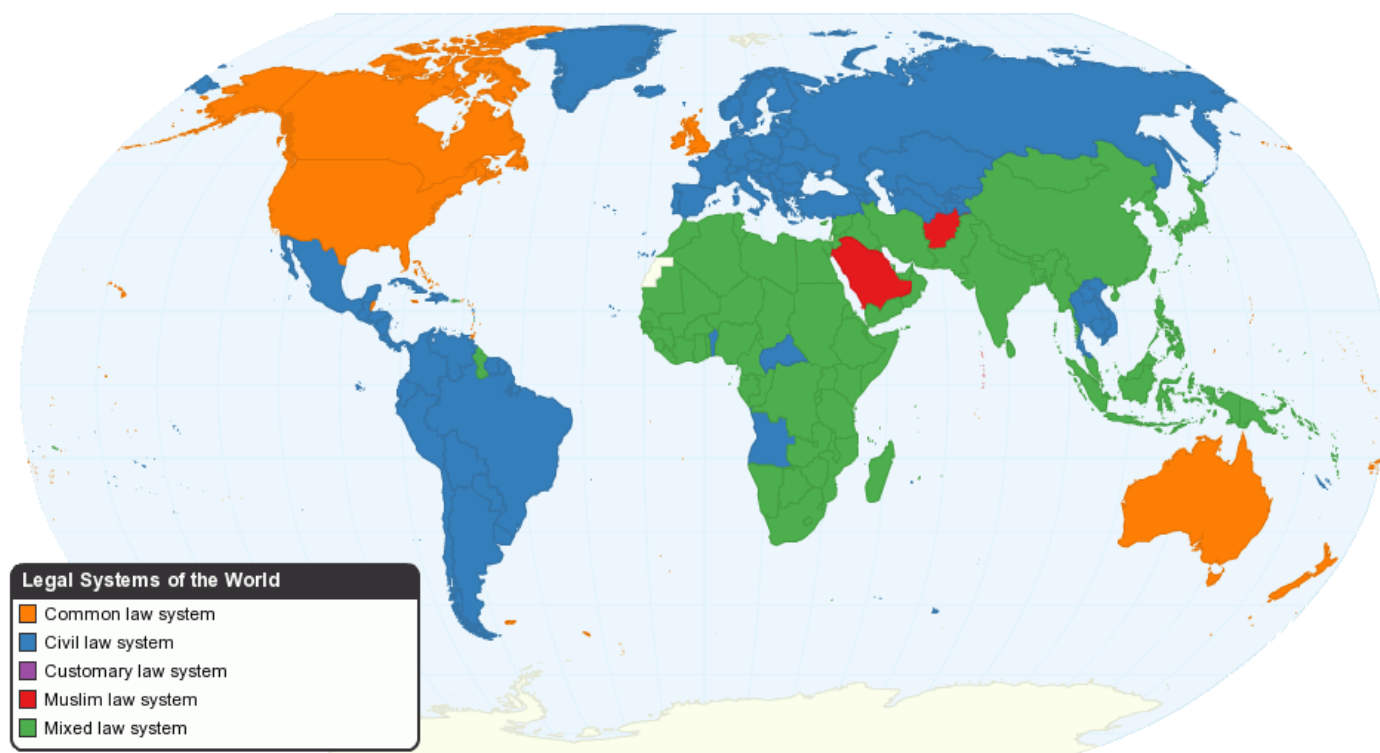 Legal Systems of the World
Common law system
Civil law system
Customary law system
Muslim law system
Mixed law system